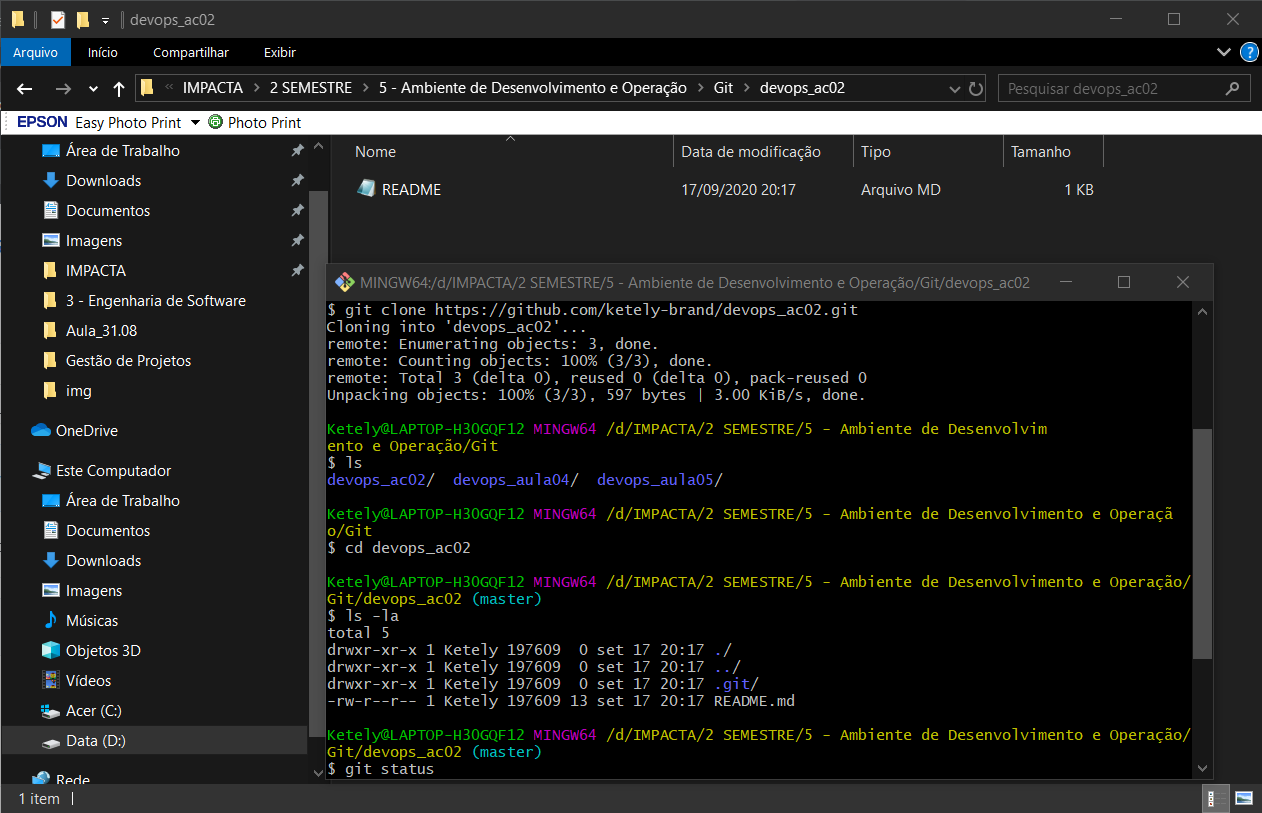 devops_ac02
Arquivo Início Compartilhar Exibir
IMPACTA 2 SEMESTRE 5 - Ambiente de Desenvolvimento e Operação Git devops_ac02
Pesquisar devops_ac02
EPSON Easy Photo Print Photo Print
Área de Trabalho
Downloads
Documentos
Imagens
IMPACTA
3 - Engenharia de Software
Aula_31.08
Gestão de Projetos
img
OneDrive
Este Computador
Área de Trabalho
Documentos
Downloads
Imagens
Músicas
Objetos 3D
Vídeos
Acer (C:)
Data (D:)
Rede
1 item
Nome Data de modificação Tipo Tamanho
README 17/09/2020 20:17 Arquivo MD 1 KB
MINGW64:/d/IMPACTA/2 SEMESTRE/5 - Ambiente de Desenvolvimento e Operação/Git/devops_ac02
$ git clone https://github.com/ketely-brand/devops_ac02.git
Cloning into 'devops_ac02'...
remote: Enumerating objects: 3, done.
remote: Counting objects: 100% (3/3), done.
remote: Total 3 (delta 0), reused 0 (delta 0), pack-reused 0
Unpacking objects: 100% (3/3), 597 bytes | 3.00 KiB/s, done.
Ketely@LAPTOP-H3OGQF12 MINGW64 /d/IMPACTA/2 SEMESTRE/5 - Ambiente de Desenvolvim
ento e Operação/Git
$ ls
devops_ac02/ devops_aula04/ devops_aula05/
Ketely@LAPTOP-H3OGQF12 MINGW64 /d/IMPACTA/2 SEMESTRE/5 - Ambiente de Desenvolvimento e Operaçã
o/Git
$ cd devops_ac02
Ketely@LAPTOP-H3OGQF12 MINGW64 /d/IMPACTA/2 SEMESTRE/5 - Ambiente de Desenvolvimento e Operação/
Git/devops_ac02 (master)
$ ls -la
total 5
drwxr-xr-x 1 Ketely 197609 0 set 17 20:17 ./
drwxr-xr-x 1 Ketely 197609 0 set 17 20:17 ../
drwxr-xr-x 1 Ketely 197609 0 set 17 20:17 .git/
-rw-r--r-- 1 Ketely 197609 13 set 17 20:17 README.md
Ketely@LAPTOP-H3OGQF12 MINGW64 /d/IMPACTA/2 SEMESTRE/5 - Ambiente de Desenvolvimento e Operação/
Git/devops_ac02 (master)
$ git status